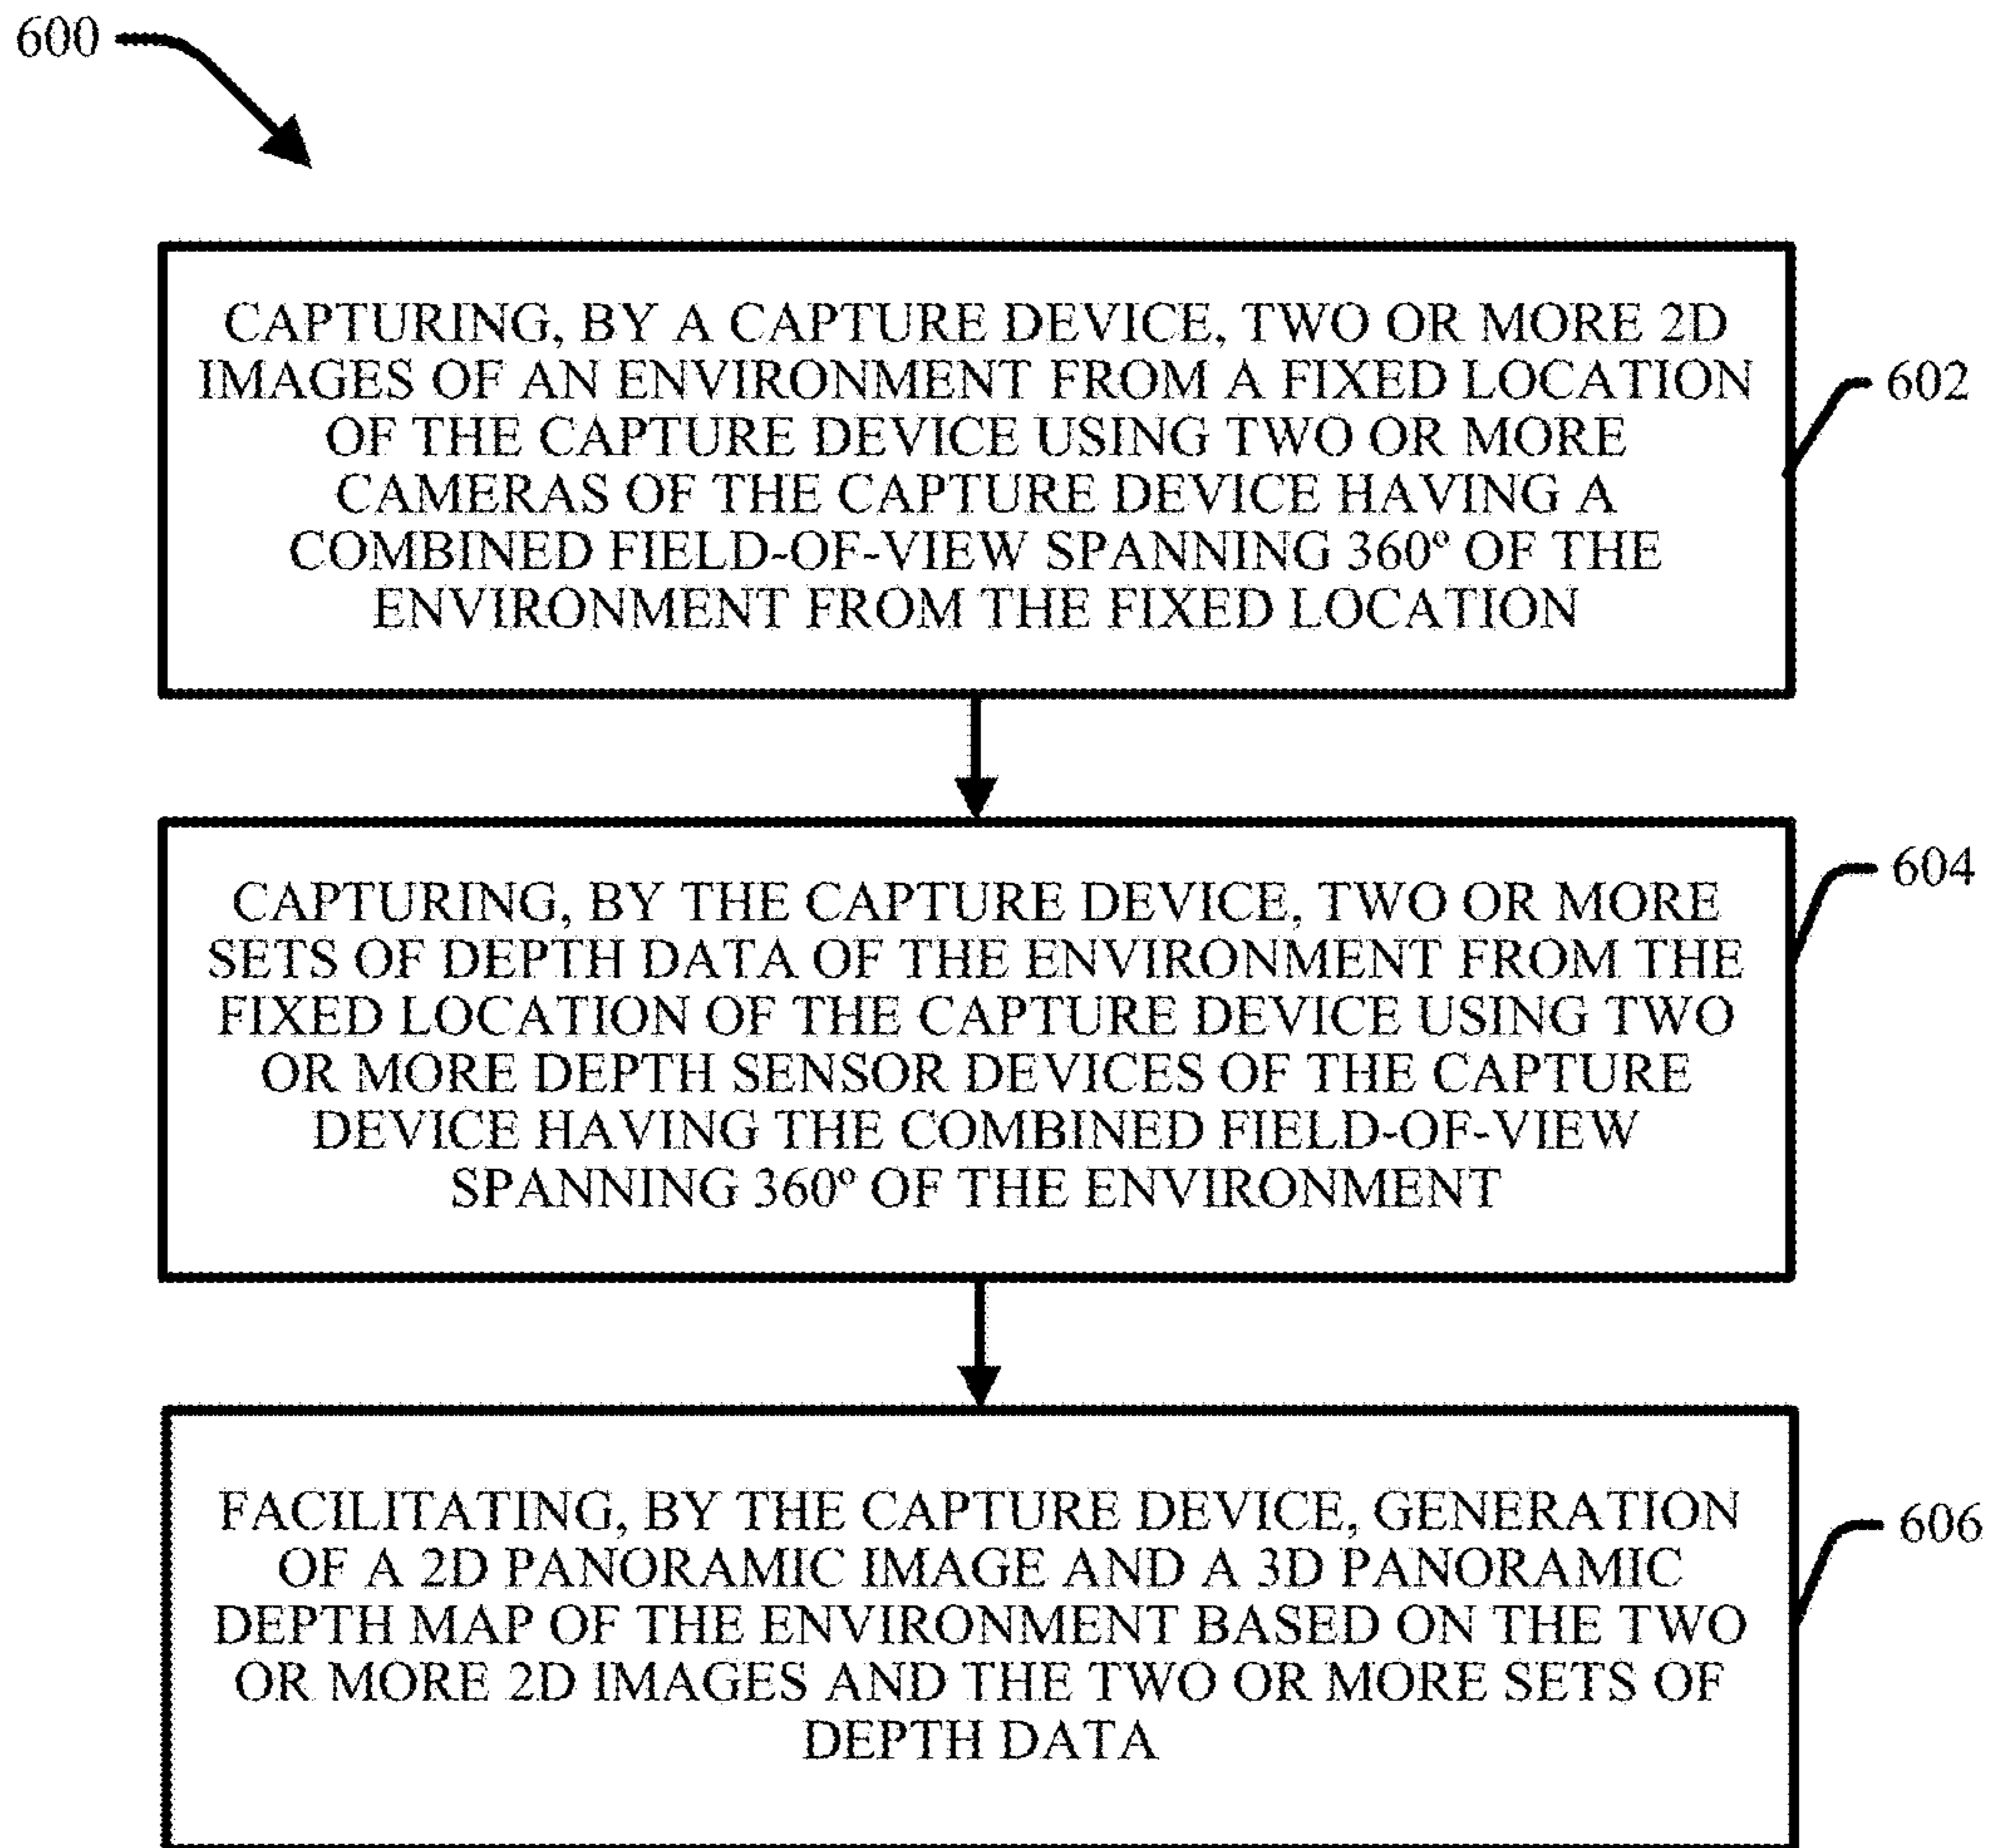 600
CAPTURING, BY A CAPTURE DEVICE, TWO OR MORE 2D
IMAGES OF AN ENVIRONMENT FROM A FIXED LOCATION
OF THE CAPTURE DEVICE USING TWO OR MORE
CAMERAS OF THE CAPTURE DEVICE HAVING A
COMBINED FIELD-OF-VIEW SPANNING 360º OF THE
ENVIRONMENT FROM THE FIXED LOCATION
602
CAPTURING, BY THE CAPTURE DEVICE, TWO OR MORE
SETS OF DEPTH DATA OF THE ENVIRONMENT FROM THE
FIXED LOCATION OF THE CAPTURE DEVICE USING TWO
OR MORE DEPTH SENSOR DEVICES OF THE CAPTURE
DEVICE HAVING THE COMBINED FIELD-OF-VIEW
SPANNING 360º OF THE ENVIRONMENT
604
FACILITATING, BY THE CAPTURE DEVICE, GENERATION
OF A 2D PANORAMIC IMAGE AND A 3D PANORAMIC
DEPTH MAP OF THE ENVIRONMENT BASED ON THE TWO
OR MORE 2D IMAGES AND THE TWO OR MORE SETS OF
DEPTH DATA
606